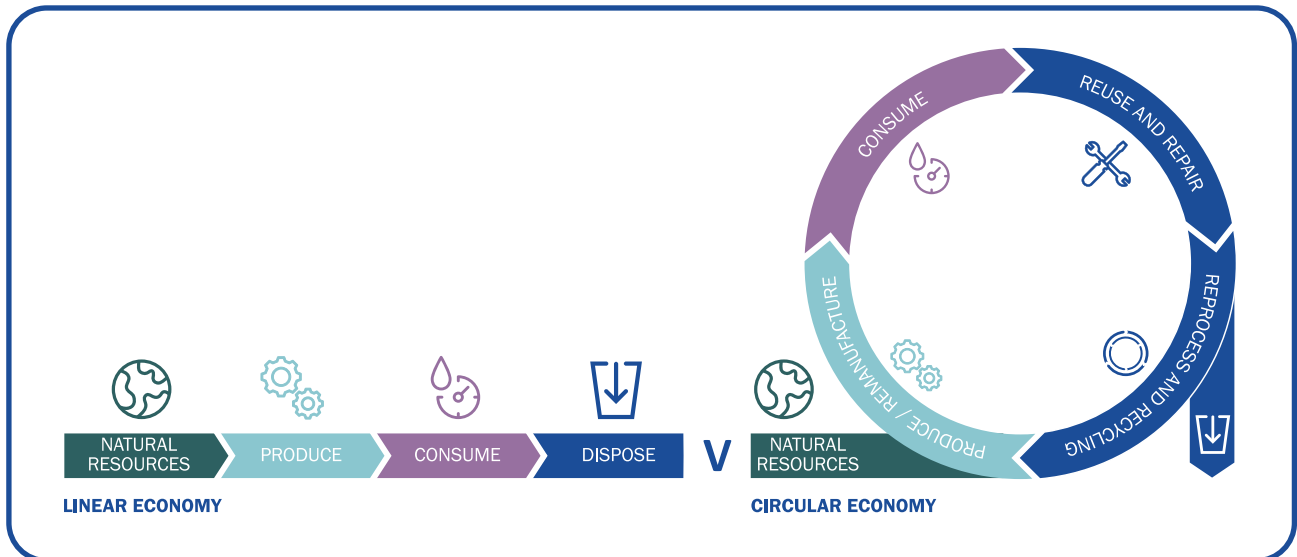 NATURAL
RESOURCES
PRODUCE
CONSUME
DISPOSE
LINEAR ECONOMY
V
NATURAL
RESOURCES
PRODUCE / REMANUFACTURE
CONSUME
REUSE AND REPAIR
REPROCESS AND RECYCLING
CIRCULAR ECONOMY